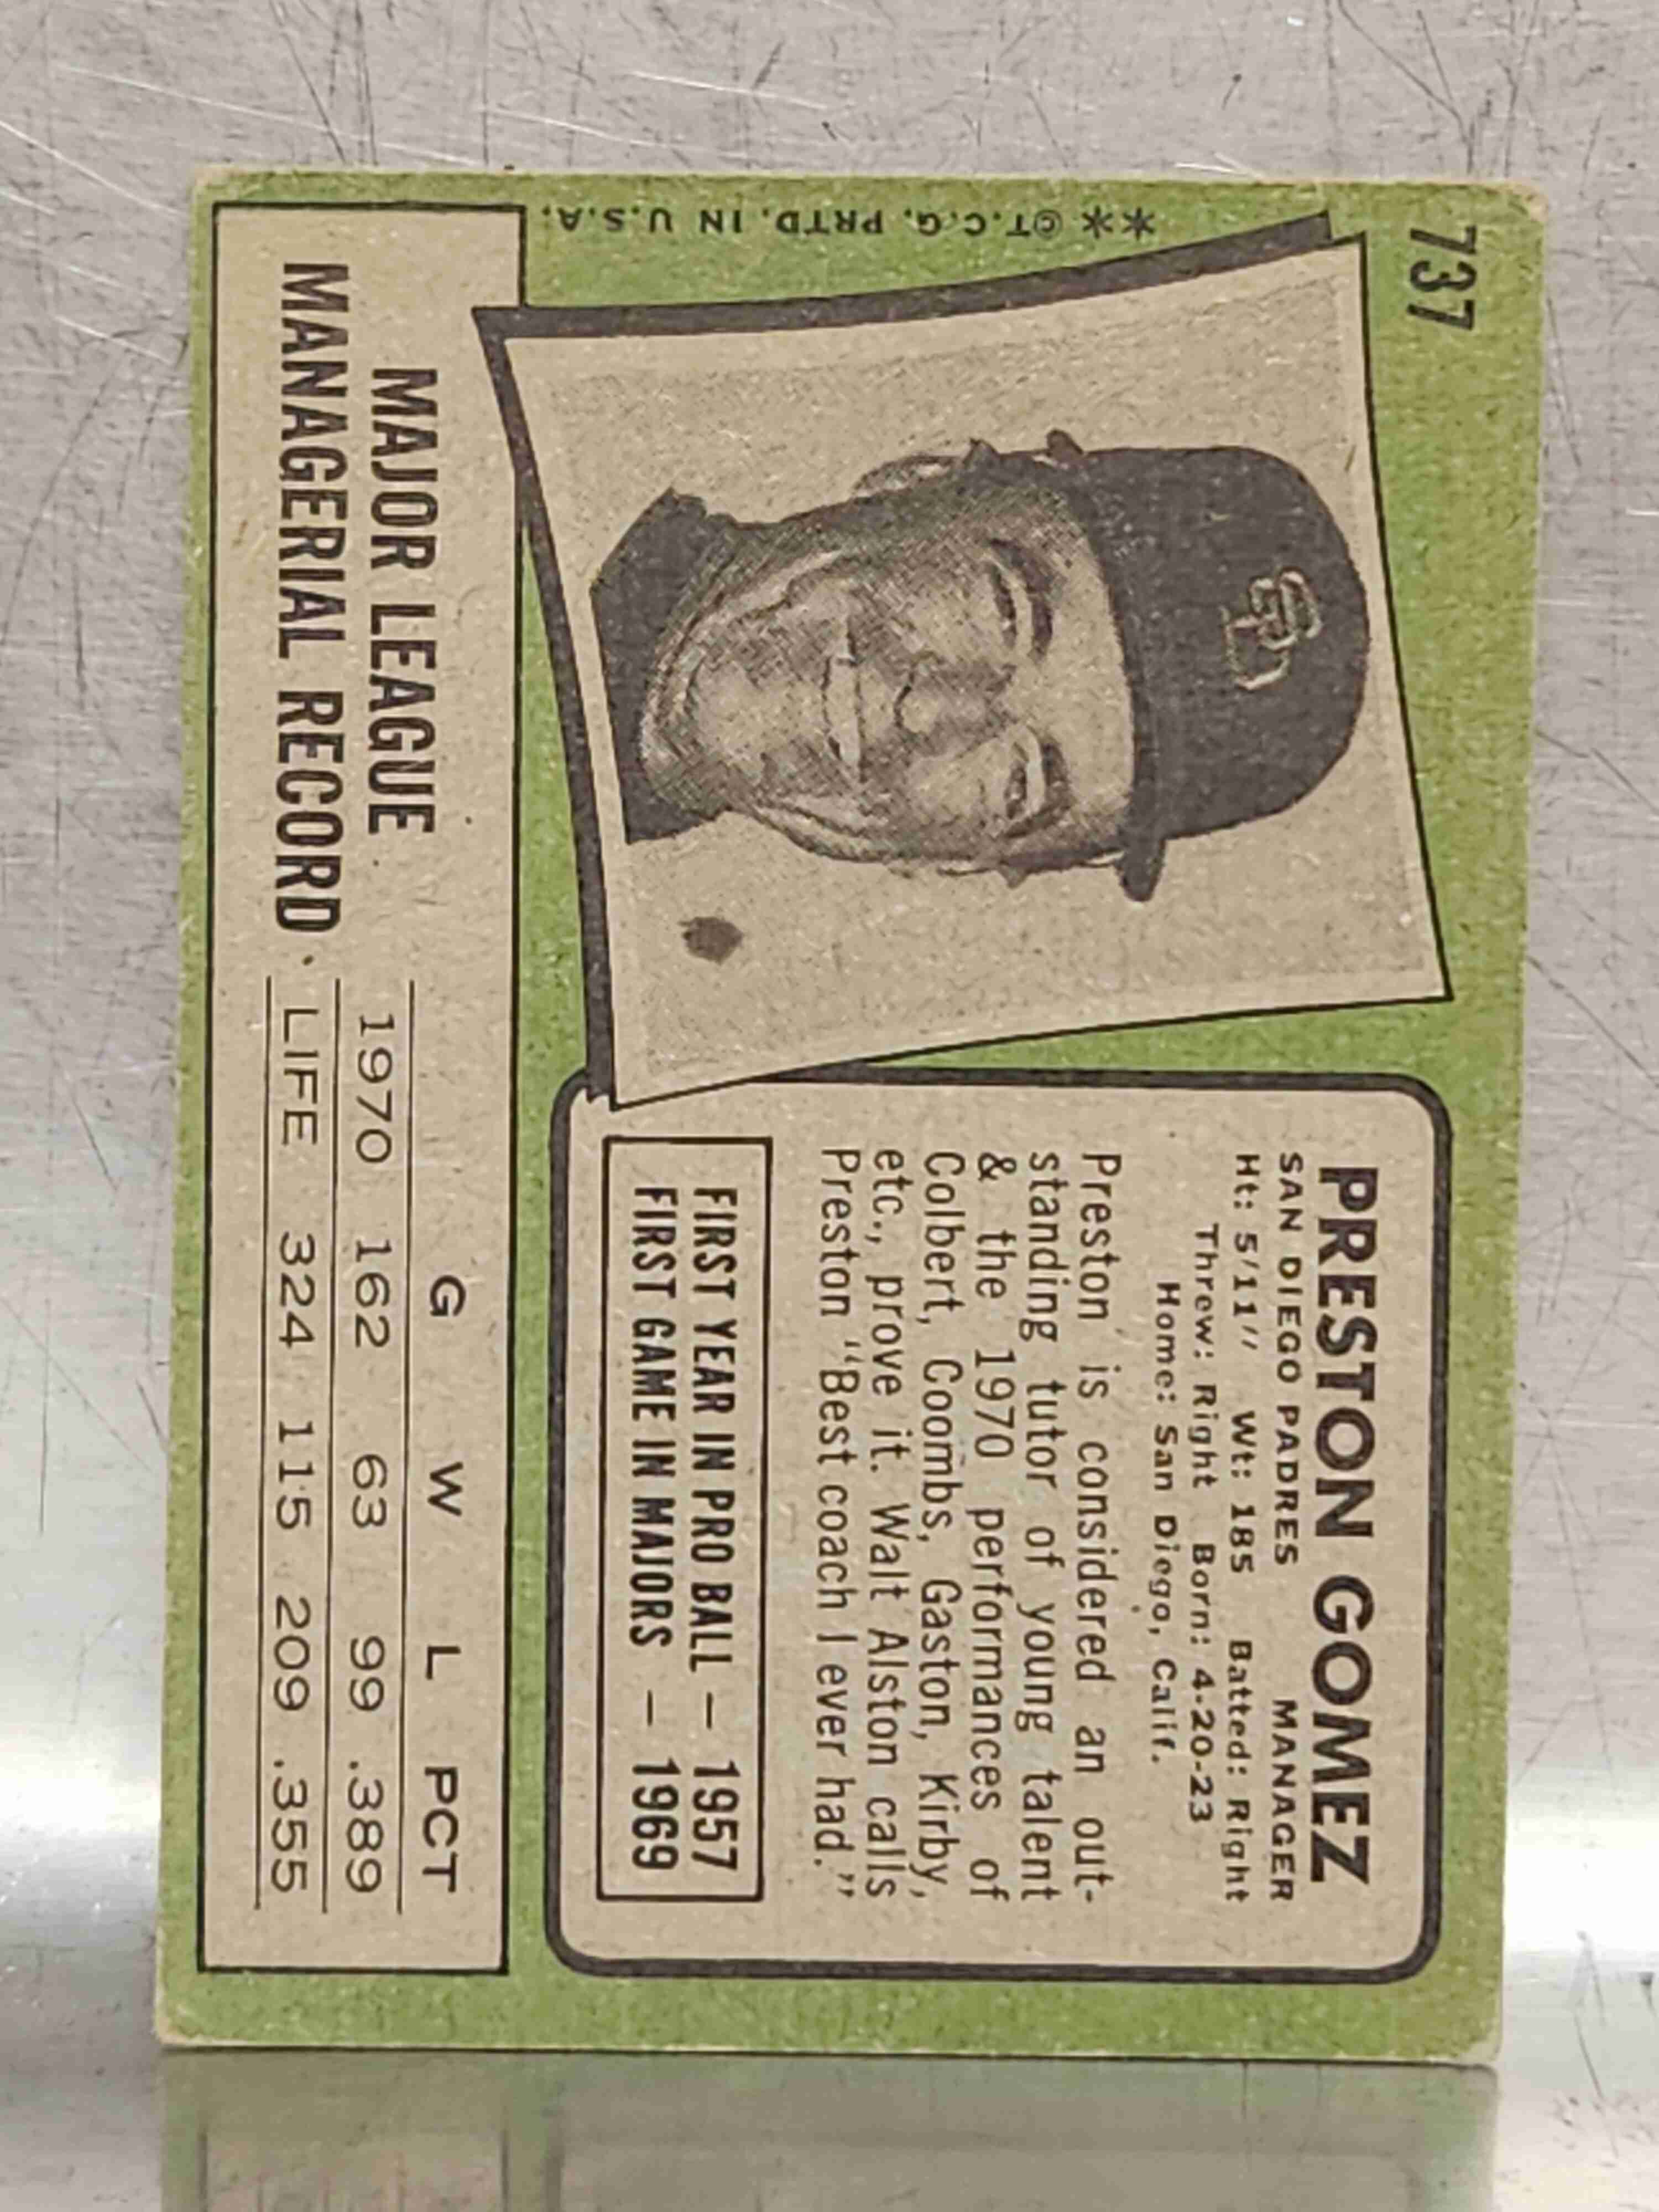 737
PRESTON GOMEZ
SAN DIEGO PADRES MANAGER
Ht: 5'11" Wt: 185 Batted: Right
Threw: Right Born: 4-20-23
Home: San Diego, Calif.
Preston is considered an out-
standing tutor of young talent
& the 1970 performances of
Colbert, Coombs, Gaston, Kirby,
etc., prove it. Walt Alston calls
Preston "Best coach I ever had."
FIRST YEAR IN PRO BALL — 1957
FIRST GAME IN MAJORS — 1969
SD
** ©T.C.G. PRTD. IN U.S.A.
MAJOR LEAGUE
MANAGERIAL RECORD
G W L PCT
1970 162 63 99 .389
LIFE 324 115 209 .355